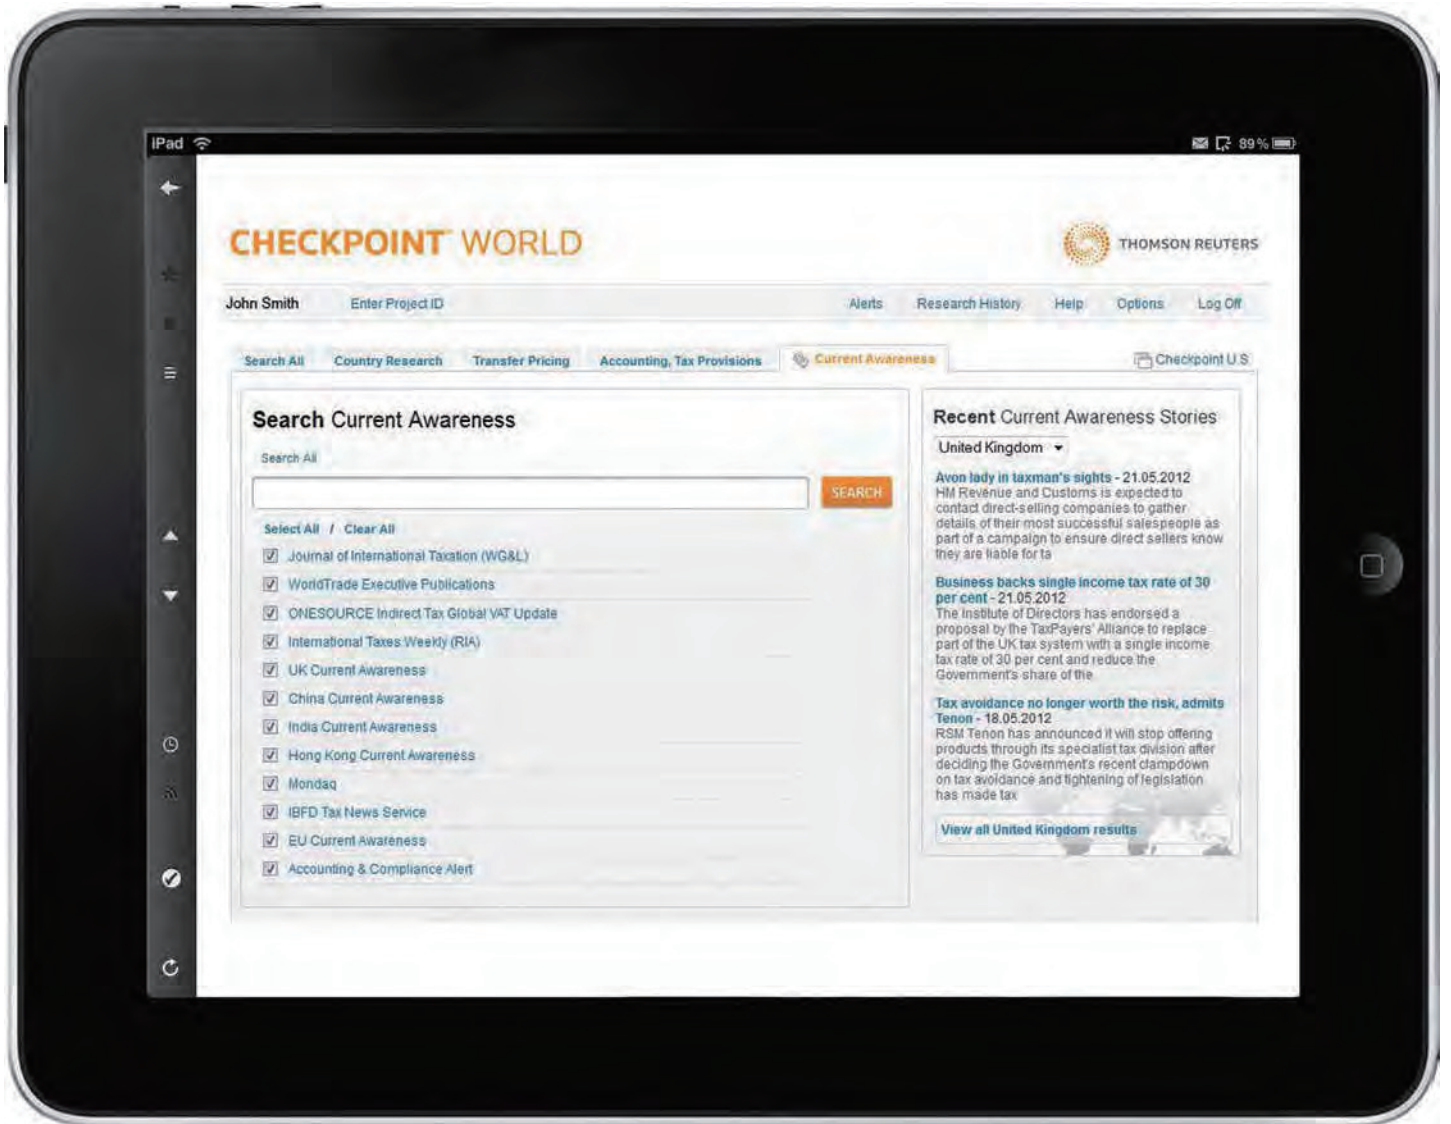 iPad
89%
CHECKPOINT™ WORLD
THOMSON REUTERS
John Smith Enter Project ID Alerts Research History Help Options Log Off
Search All Country Research Transfer Pricing Accounting, Tax Provisions Current Awareness Checkpoint U.S
Search Current Awareness
Search All
SEARCH
Select All / Clear All
Journal of International Taxation (WG&L)
WorldTrade Executive Publications
ONESOURCE Indirect Tax Global VAT Update
International Taxes Weekly (RIA)
UK Current Awareness
China Current Awareness
India Current Awareness
Hong Kong Current Awareness
Mondaq
IBFD Tax News Service
EU Current Awareness
Accounting & Compliance Alert
Recent Current Awareness Stories
United Kingdom
Avon lady in taxman's sights - 21.05.2012
HM Revenue and Customs is expected to
contact direct-selling companies to gather
details of their most successful salespeople as
part of a campaign to ensure direct sellers know
they are liable for ta
Business backs single income tax rate of 30
per cent - 21.05.2012
The Institute of Directors has endorsed a
proposal by the TaxPayers' Alliance to replace
part of the UK tax system with a single income
tax rate of 30 per cent and reduce the
Government's share of the
Tax avoidance no longer worth the risk, admits
Tenon - 18.05.2012
RSM Tenon has announced it will stop offering
products through its specialist tax division after
deciding the Government's recent clampdown
on tax avoidance and tightening of legislation
has made tax
View all United Kingdom results